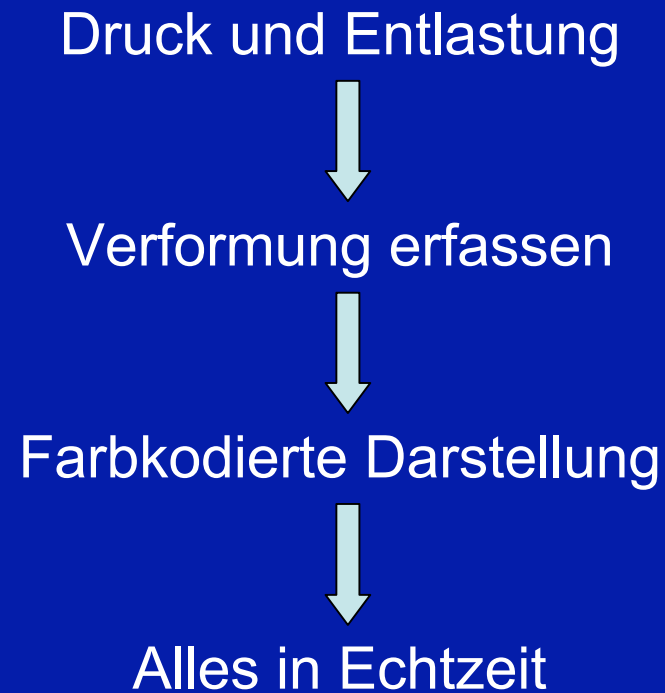 Druck und Entlastung
Verformung erfassen
Farbkodierte Darstellung
Alles in Echtzeit